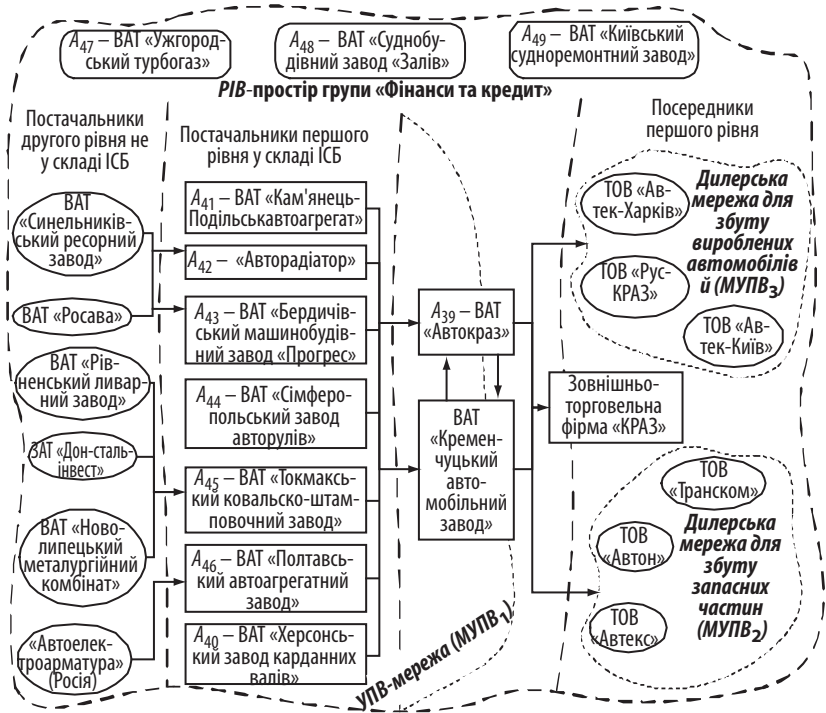 A47 – ВАТ «Ужгород-
ський турбогаз»
A48 – ВАТ «Суднобу-
дівний завод «Залів»
A49 – ВАТ «Київський
судноремонтний завод»
РІВ-простір групи «Фінанси та кредит»
Постачальники
другого рівня не
у складі ІСБ
ВАТ
«Синельників-
ський ресорний
завод»
ВАТ «Росава»
ВАТ «Рів-
ненський ливар-
ний завод»
ЗАТ «Дон-сталь-
інвест»
ВАТ «Ново-
липецький
металургійний
комбінат»
«Автоелек-
троарматура»
(Росія)
Постачальники першого
рівня у складі ІСБ
A41 – ВАТ «Кам'янець-
Подільськавтоагрегат»
A42 – «Авторадіатор»
A43 – ВАТ «Бердичів-
ський машинобудів-
ний завод «Прогрес»
A44 – ВАТ «Сімферо-
польський завод
авторулів»
A45 – ВАТ «Токмаксь-
кий ковальско-штам-
повочний завод»
A46 – ВАТ «Полтавсь-
кий автоагрегатний
завод»
A40 – ВАТ «Херсонсь-
кий завод карданних
валів»
A39 – ВАТ
«Автокраз»
ВАТ
«Кремен-
чуцький
авто-
мобільний
завод»
УПВ-мережа (МУПВ1)
Зовнішньо-
торговельна
фірма «КРАЗ»
Посередники
першого рівня
ТОВ «Ав-
тек-Харків»
ТОВ «Рус-
КРАЗ»
ТОВ «Ав-
тек-Київ»
Дилерська
мережа для
збуту
вироблених
автомобілів
й (МУПВ3)
ТОВ
«Транском»
ТОВ
«Автон»
ТОВ
«Автекс»
Дилерська
мережа для
збуту
запасних
частин
(МУПВ2)